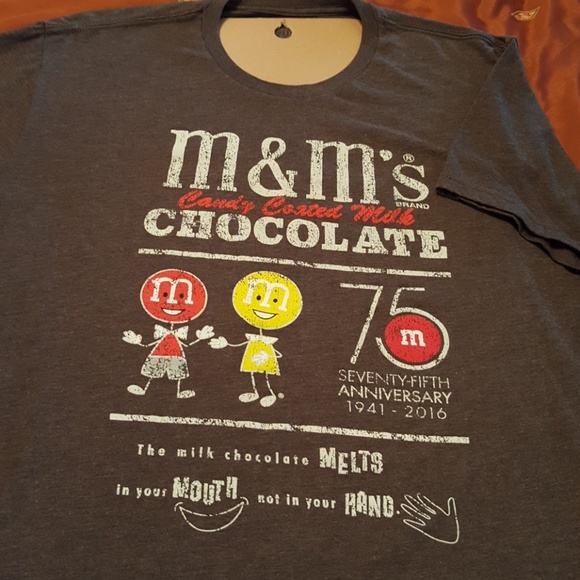 m&m's®
BRAND
Candy Coated Milk
CHOCOLATE
m
m
75
m
SEVENTY-FIFTH
ANNIVERSARY
1941 - 2016
®
The milk chocolate MELTS
in your MOUTH not in your HAND.